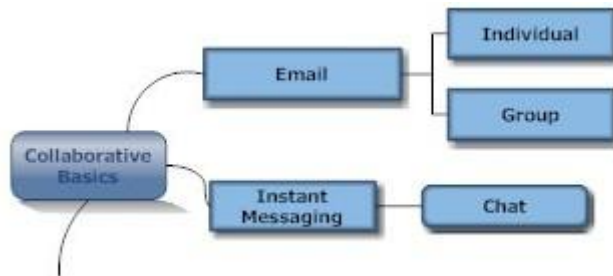 Individual
Email
Group
Collaborative
Basics
Instant
Messaging
Chat